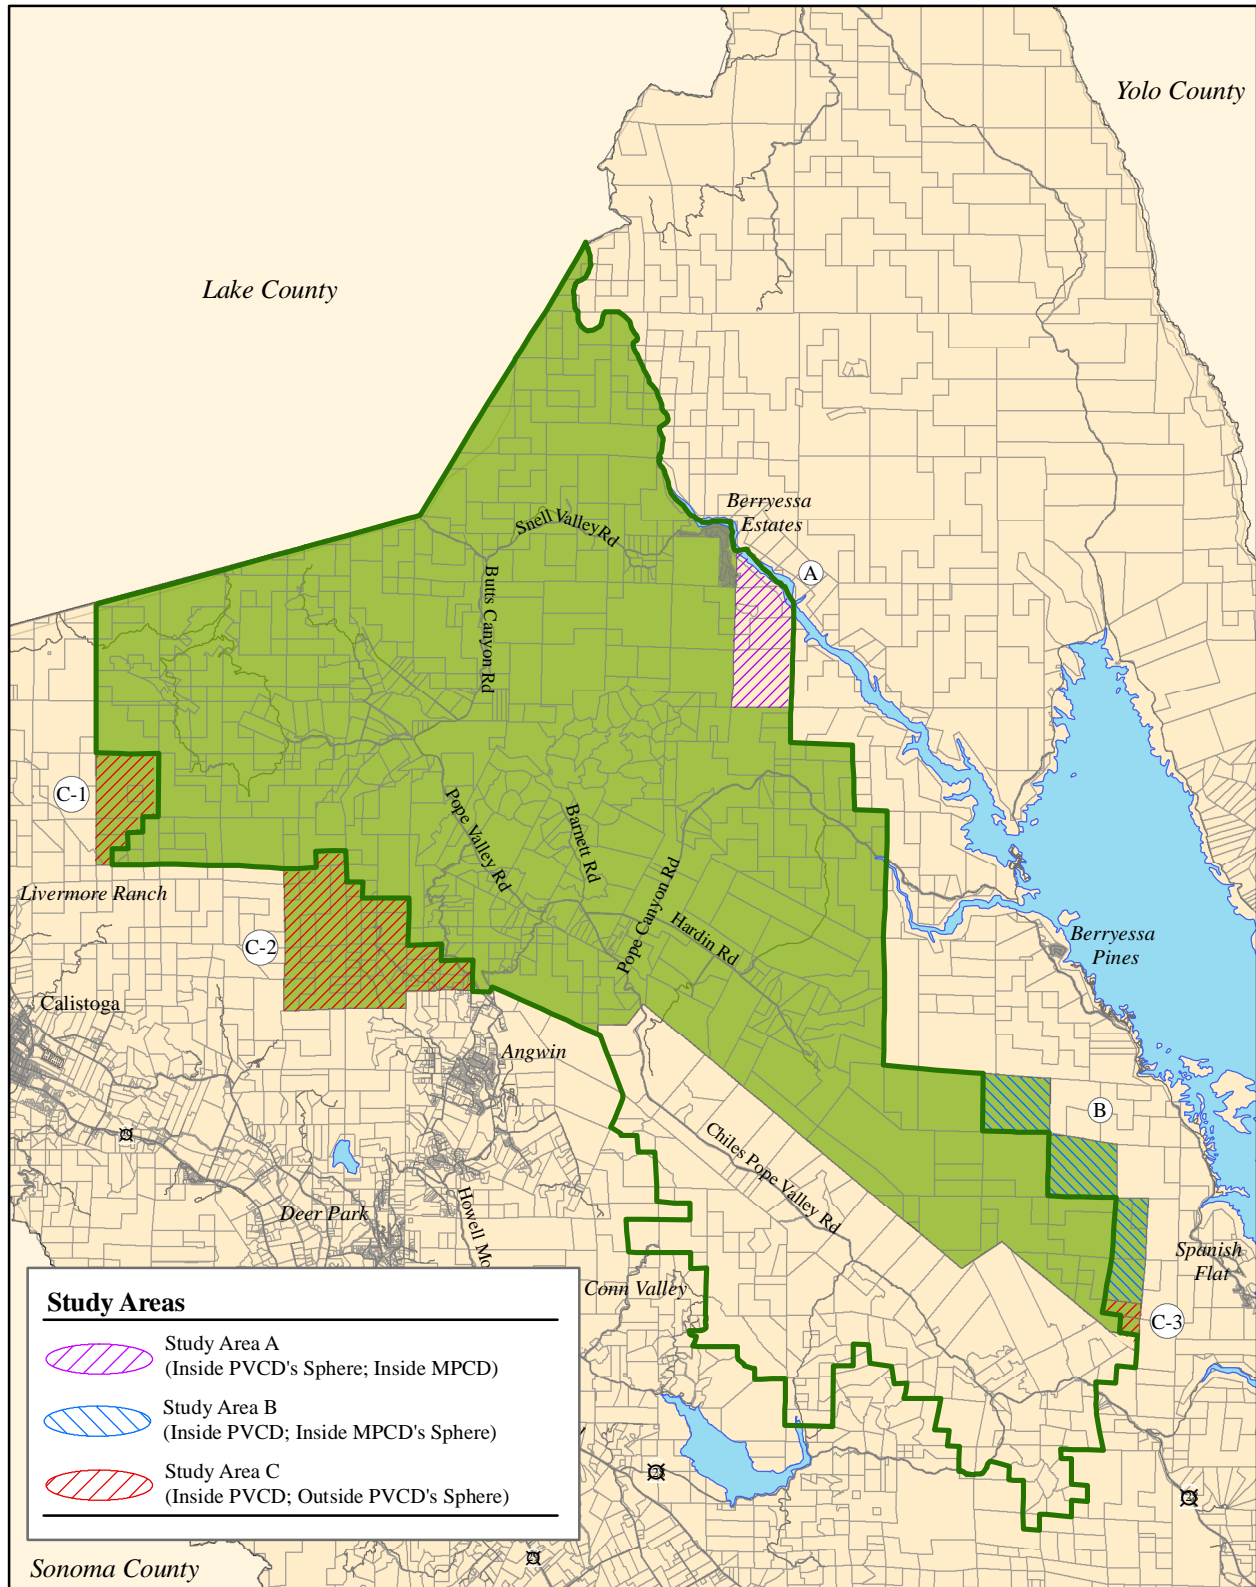 Yolo County
Lake County
Berryessa
Estates
Snell Valley Rd
A
Butts Canyon Rd
C-1
Pope Valley Rd
Barnett Rd
Pope Canyon Rd
Livermore Ranch
Hardin Rd
C-2
Berryessa
Pines
Calistoga
Angwin
B
Chiles Pope Valley Rd
Howell Mo
Deer Park
Spanish
Flat
Conn Valley
C-3
Study Areas
Study Area A
(Inside PVCD's Sphere; Inside MPCD)
Study Area B
(Inside PVCD; Inside MPCD's Sphere)
Study Area C
(Inside PVCD; Outside PVCD's Sphere)
Sonoma County